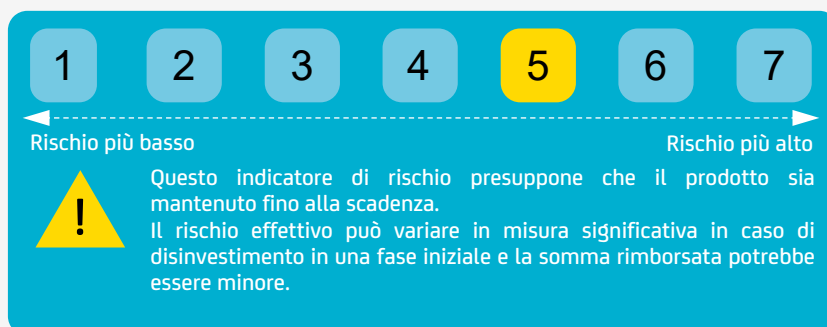 1 2 3 4 5 6 7
Rischio più basso Rischio più alto
!
Questo indicatore di rischio presuppone che il prodotto sia
mantenuto fino alla scadenza.
Il rischio effettivo può variare in misura significativa in caso di
disinvestimento in una fase iniziale e la somma rimborsata potrebbe
essere minore.